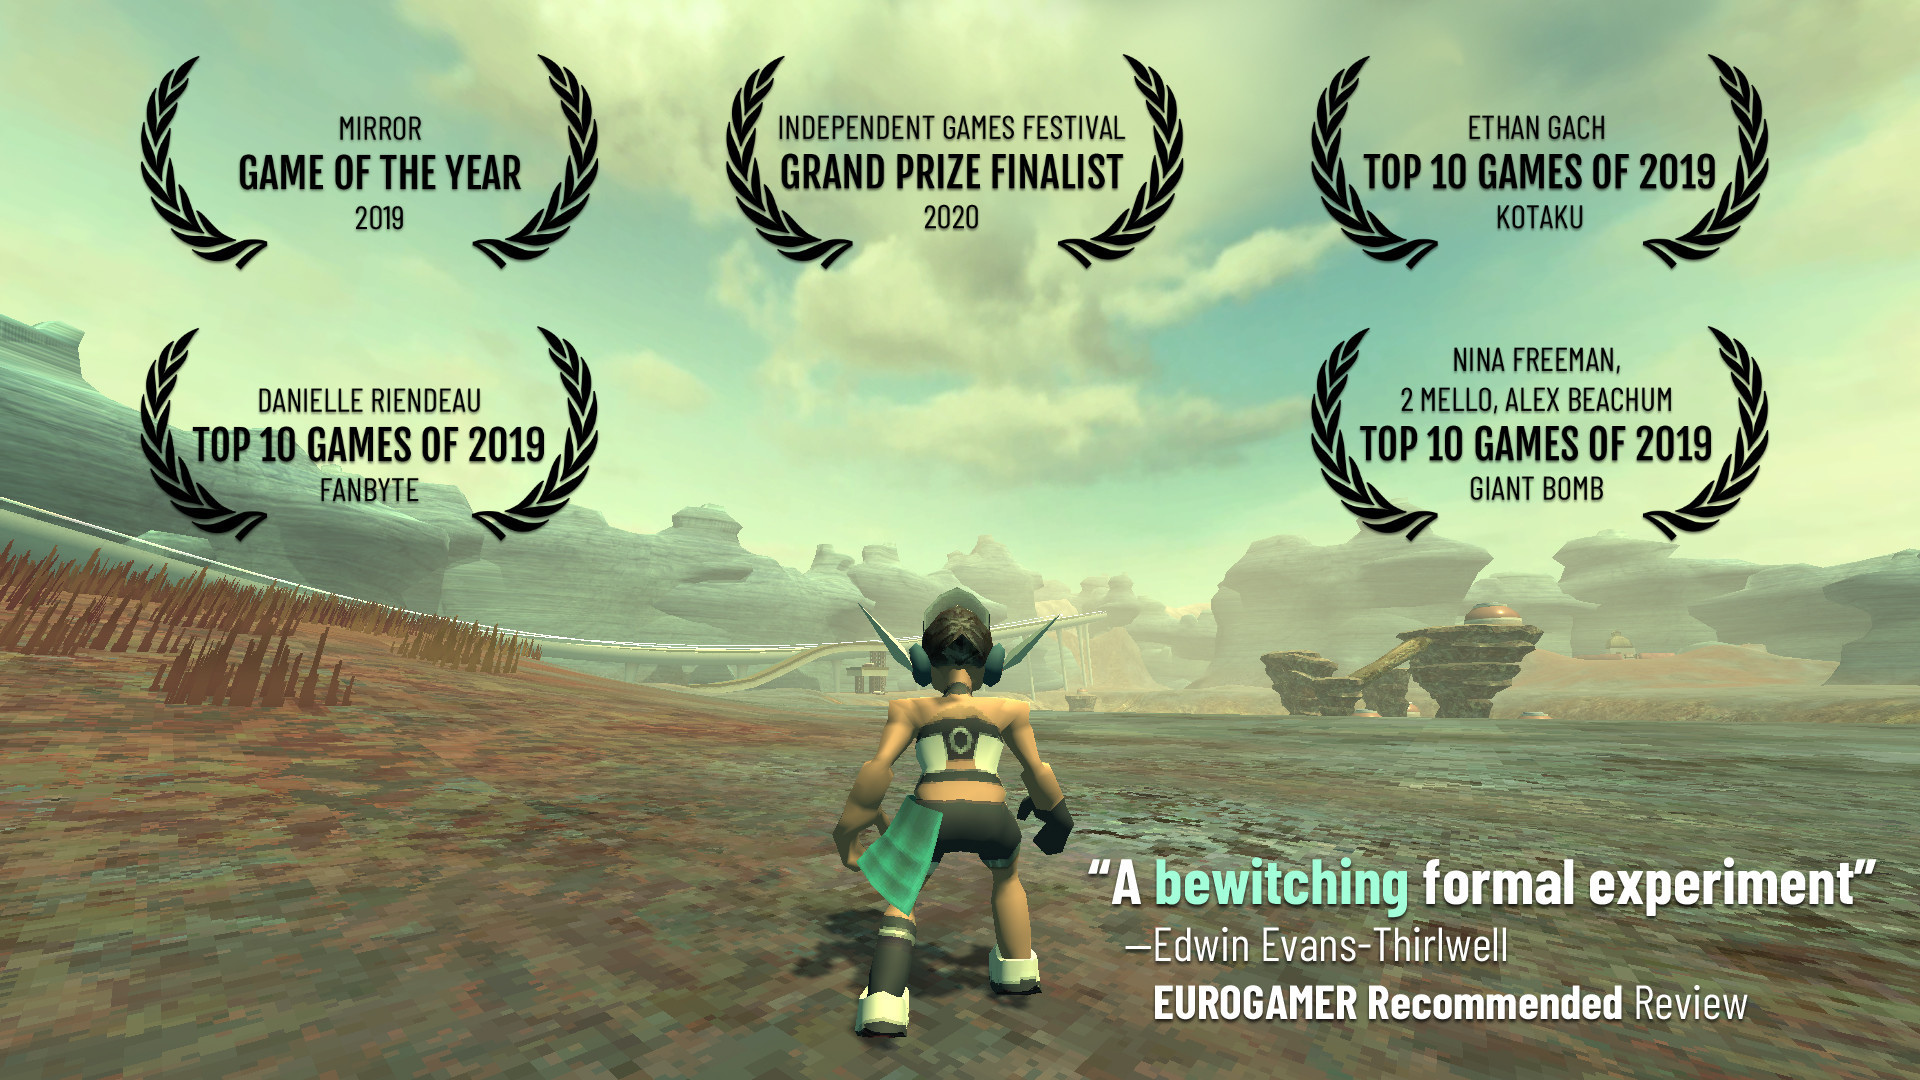 MIRROR
GAME OF THE YEAR
2019
INDEPENDENT GAMES FESTIVAL
GRAND PRIZE FINALIST
2020
ETHAN GACH
TOP 10 GAMES OF 2019
KOTAKU
DANIELLE RIENDEAU
TOP 10 GAMES OF 2019
FANBYTE
NINA FREEMAN,
2 MELLO, ALEX BEACHUM
TOP 10 GAMES OF 2019
GIANT BOMB
“A bewitching formal experiment”
—Edwin Evans-Thirlwell
EUROGAMER Recommended Review